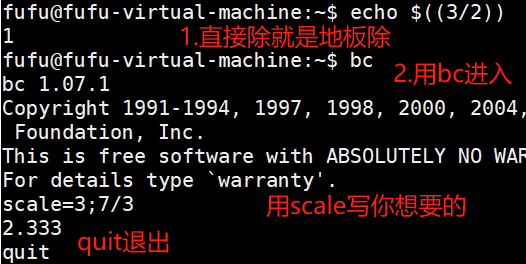 fufu@fufu-virtual-machine:~$ echo $((3/2))
1
1.直接除就是地板除
fufu@fufu-virtual-machine:~$ bc
2.用bc进入
bc 1.07.1
Copyright 1991-1994, 1997, 1998, 2000, 2004,
Foundation, Inc.
This is free software with ABSOLUTELY NO WAR
For details type `warranty'.
scale=3;7/3
用scale写你想要的
2.333
quit退出
quit